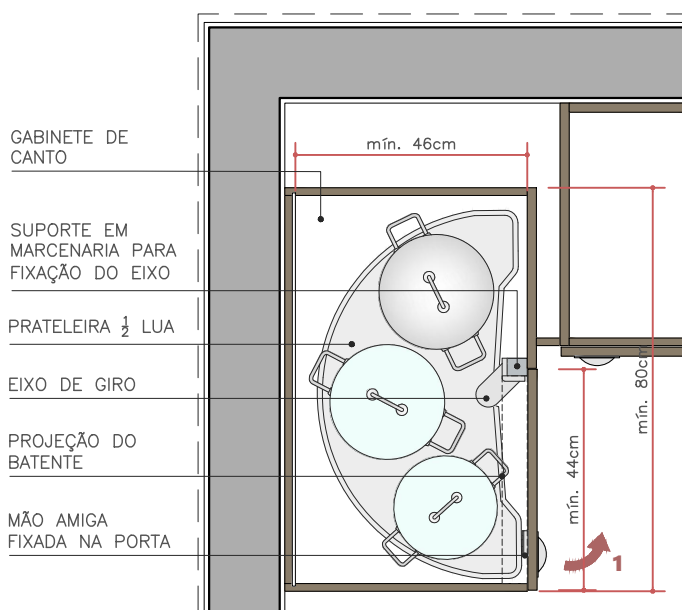 GABINETE DE
CANTO
SUPORTE EM
MARCENARIA PARA
FIXAÇÃO DO EIXO
PRATELEIRA ½ LUA
EIXO DE GIRO
PROJEÇÃO DO
BATENTE
MÃO AMIGA
FIXADA NA PORTA
mín. 46cm
mín. 80cm
mín. 44cm
1